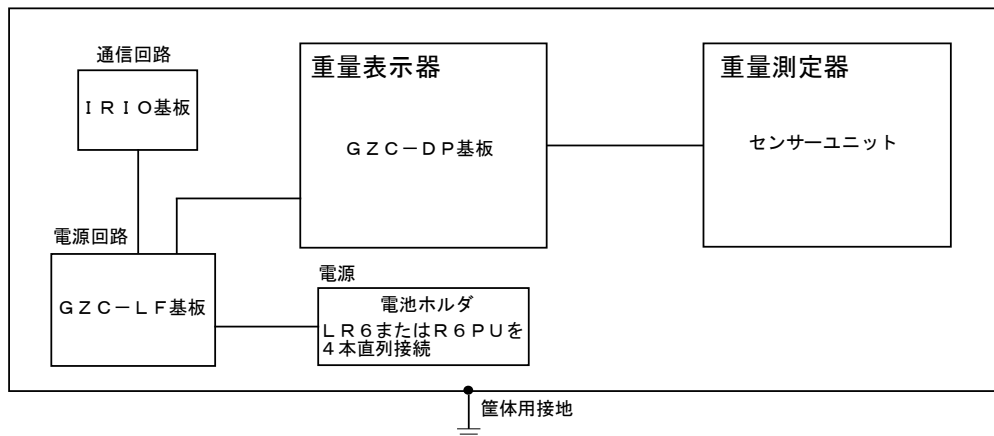 通信回路
ＩＲＩＯ基板
重量表示器
ＧＺＣ－ＤＰ基板
重量測定器
センサーユニット
電源回路
ＧＺＣ－ＬＦ基板
電源
電池ホルダ
ＬＲ６またはＲ６ＰＵを
４本直列接続
筐体用接地